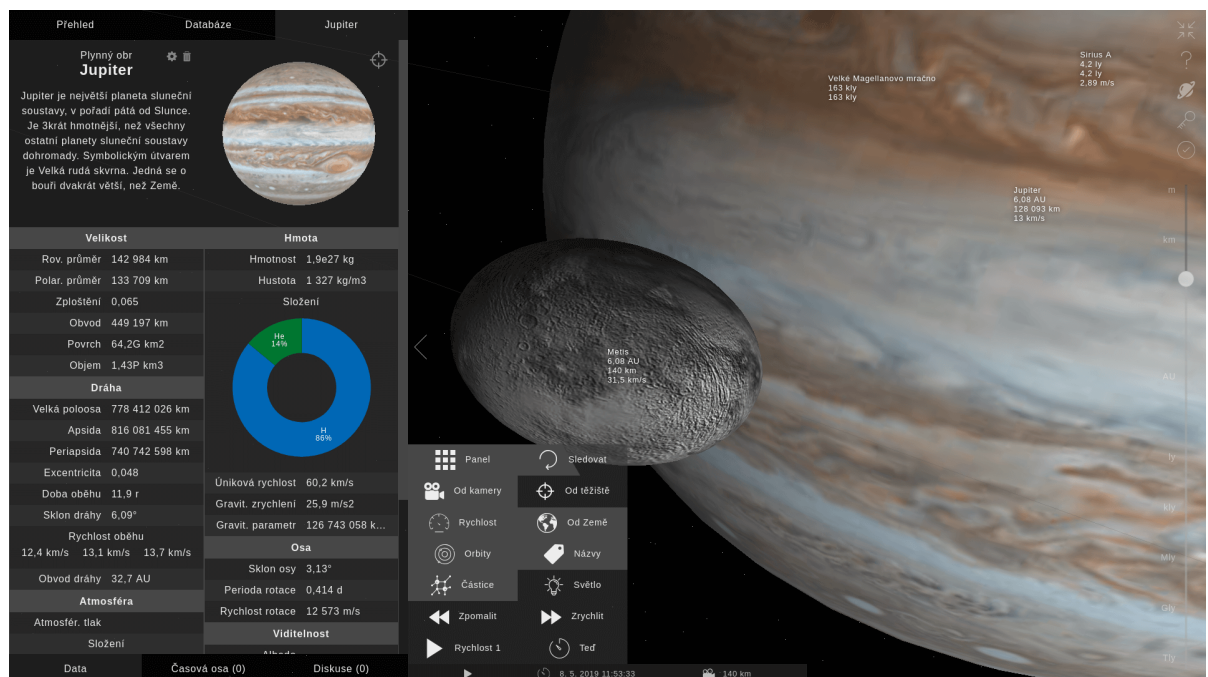 Přehled
Databáze
Jupiter
Plynný obr
Jupiter
Jupiter je největší planeta sluneční
soustavy, v pořadí pátá od Slunce.
Je 3krát hmotnější, než všechny
ostatní planety sluneční soustavy
dohromady. Symbolickým útvarem
je Velká rudá skvrna. Jedná se o
bouři dvakrát větší, než Země.
Velikost
Rov. průměr 142 984 km
Polar. průměr 133 709 km
Zploštění 0,065
Obvod 449 197 km
Povrch 64,2G km2
Objem 1,43P km3
Dráha
Velká poloosa 778 412 026 km
Apsida 816 081 455 km
Periapsida 740 742 598 km
Excentricita 0,048
Doba oběhu 11,9 r
Sklon dráhy 6,09°
Rychlost oběhu
12,4 km/s 13,1 km/s 13,7 km/s
Obvod dráhy 32,7 AU
Atmosféra
Atmosfér. tlak
Složení
Hmota
Hmotnost 1,9e27 kg
Hustota 1 327 kg/m3
Složení
He
14%
H
86%
Úniková rychlost 60,2 km/s
Gravit. zrychlení 25,9 m/s2
Gravit. parametr 126 743 058 k...
Osa
Sklon osy 3,13°
Perioda rotace 0,414 d
Rychlost rotace 12 573 m/s
Viditelnost
Albedo
Data
Časová osa (0)
Diskuse (0)
Velké Magellanovo mračno
163 kly
163 kly
Sirius A
4,2 ly
4,2 ly
2,89 m/s
Jupiter
6,08 AU
128 093 km
13 km/s
Metis
6,08 AU
140 km
31,5 km/s
m
km
AU
ly
kly
Mly
Gly
Tly
Panel
Sledovat
Od kamery
Od těžiště
Rychlost
Od Země
Orbity
Názvy
Částice
Světlo
Zpomalit
Zrychlit
Rychlost 1
Teď
8. 5. 2019 11:53:33
140 km